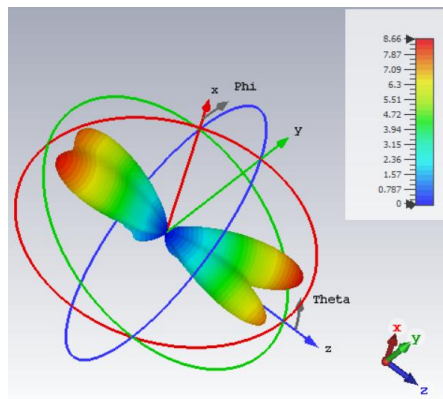 8.66
7.87
7.09
6.3
5.51
4.72
3.94
3.15
2.36
1.57
0.787
0
x
Phi
y
Theta
z
x
y
z